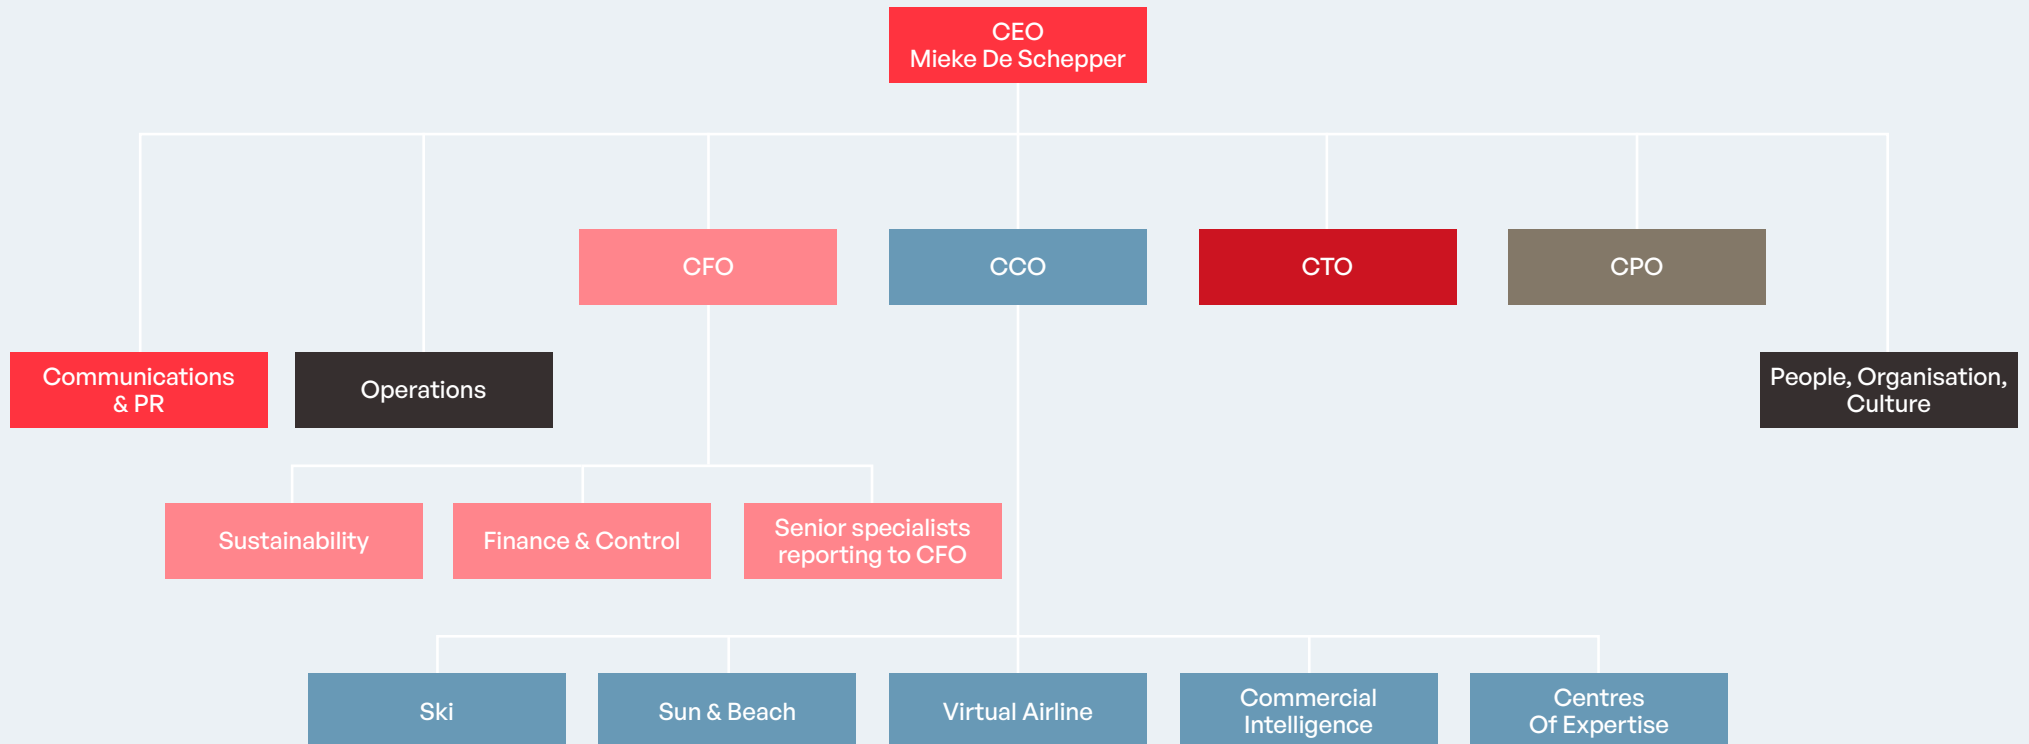 CEO
Mieke De Schepper
CFO
CCO
CTO
CPO
Communications
& PR
Operations
People, Organisation,
Culture
Sustainability
Finance & Control
Senior specialists
reporting to CFO
Ski
Sun & Beach
Virtual Airline
Commercial
Intelligence
Centres
Of Expertise